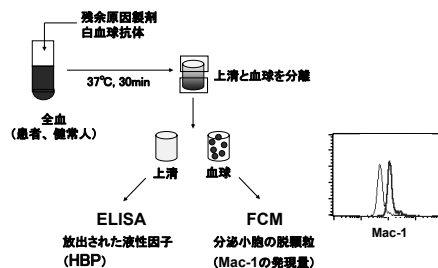 残余原因製剤
白血球抗体
37℃, 30min
上清と血球を分離
全血
(患者、健常人)
上清
血球
ELISA
放出された液性因子
(HBP)
FCM
分泌小胞の脱顆粒
(Mac-1の発現量)
Mac-1